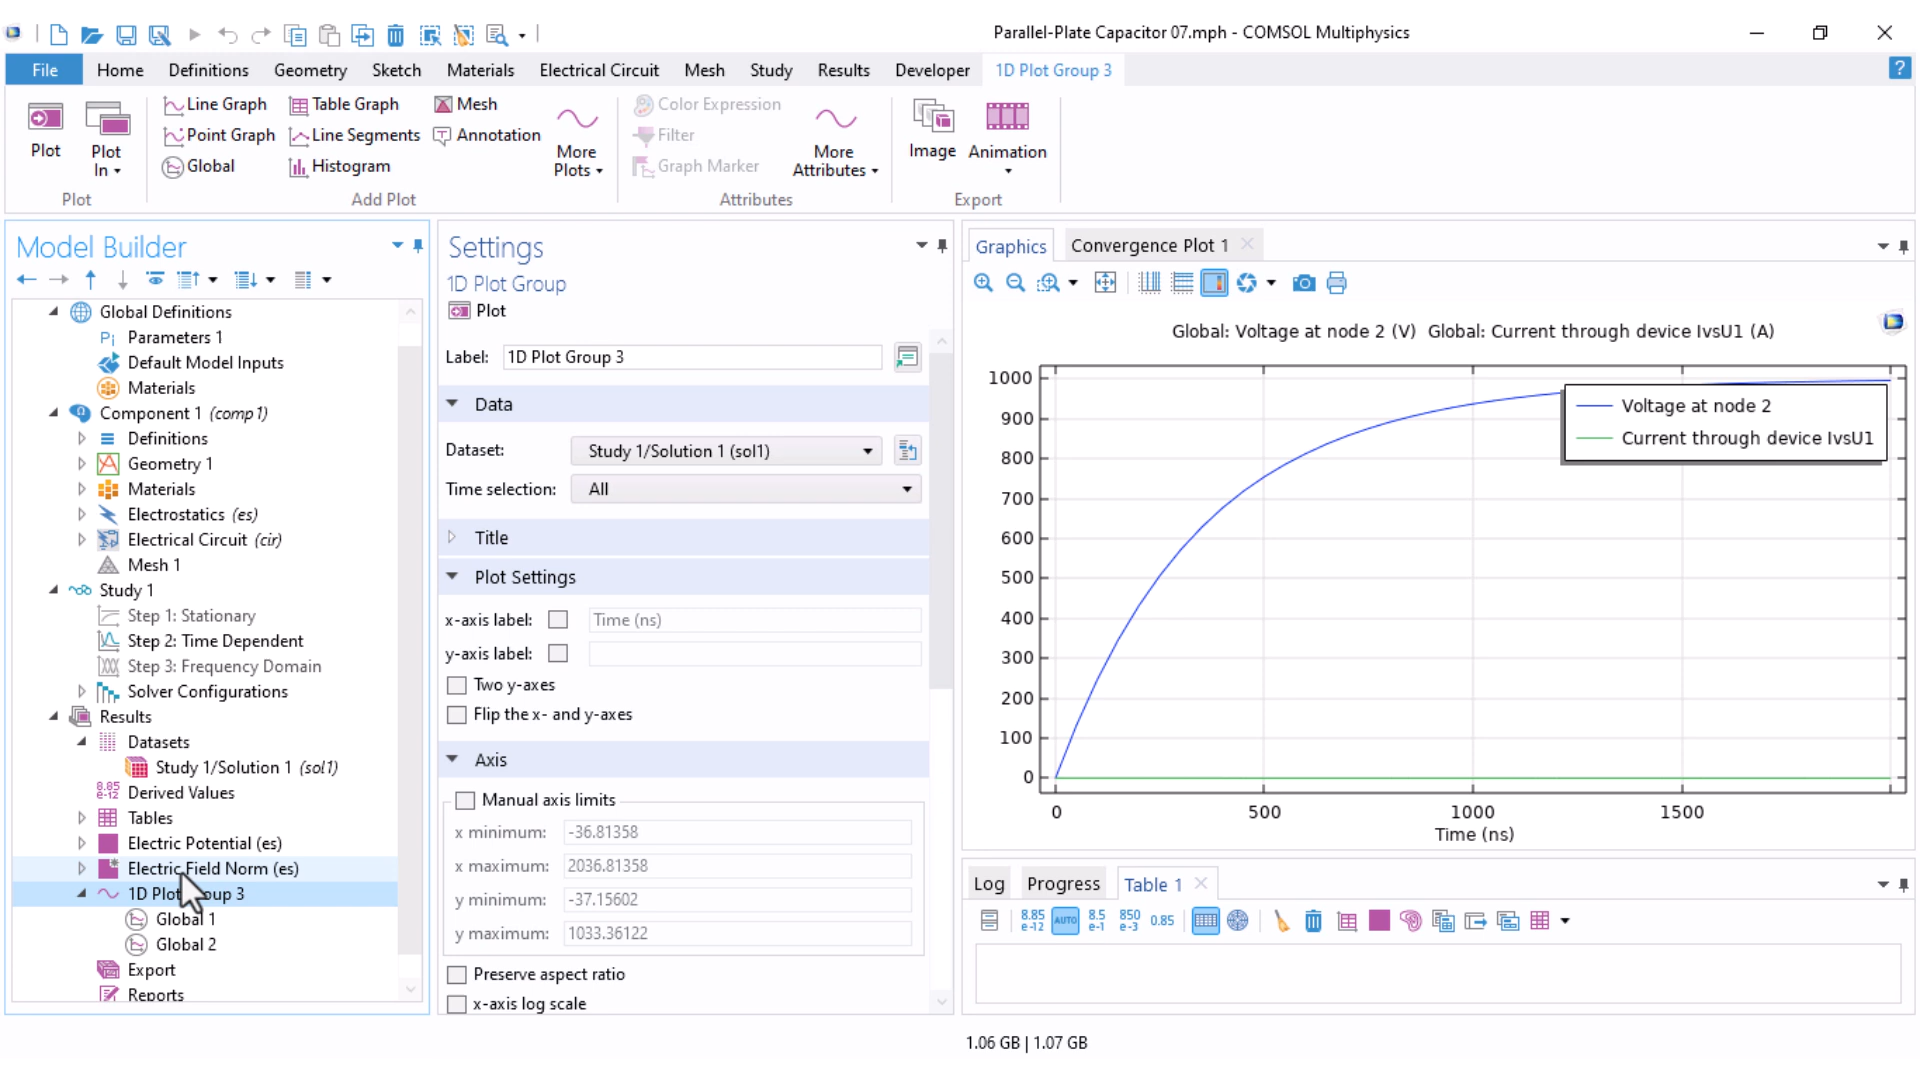 Parallel-Plate Capacitor 07.mph - COMSOL Multiphysics
File Home Definitions Geometry Sketch Materials Electrical Circuit Mesh Study Results Developer 1D Plot Group 3 ?
Line Graph Table Graph Mesh Color Expression
Point Graph Line Segments Annotation Filter
Global Histogram Graph Marker
Plot
Plot In
More Plots
More Attributes
Image
Animation
Plot Add Plot Attributes Export
Model Builder
Global Definitions
Pi Parameters 1
Default Model Inputs
Materials
Component 1 (comp1)
Definitions
Geometry 1
Materials
Electrostatics (es)
Electrical Circuit (cir)
Mesh 1
Study 1
Step 1: Stationary
Step 2: Time Dependent
Step 3: Frequency Domain
Solver Configurations
Results
Datasets
Study 1/Solution 1 (sol1)
8.85 e-12 Derived Values
Tables
Electric Potential (es)
Electric Field Norm (es)
1D Plot Group 3
Global 1
Global 2
Export
Reports
Settings
1D Plot Group
Plot
Label: 1D Plot Group 3
Data
Dataset: Study 1/Solution 1 (sol1)
Time selection: All
Title
Plot Settings
x-axis label: Time (ns)
y-axis label:
Two y-axes
Flip the x- and y-axes
Axis
Manual axis limits
x minimum: -36.81358
x maximum: 2036.81358
y minimum: -37.15602
y maximum: 1033.36122
Preserve aspect ratio
x-axis log scale
Graphics Convergence Plot 1
Global: Voltage at node 2 (V) Global: Current through device IvsU1 (A)
1000
900
800
700
600
500
400
300
200
100
0
Voltage at node 2
Current through device IvsU1
0 500 1000 1500
Time (ns)
Log Progress Table 1
8.85 e-12 AUTO 8.5 e-1 850 e-3 0.85
1.06 GB | 1.07 GB